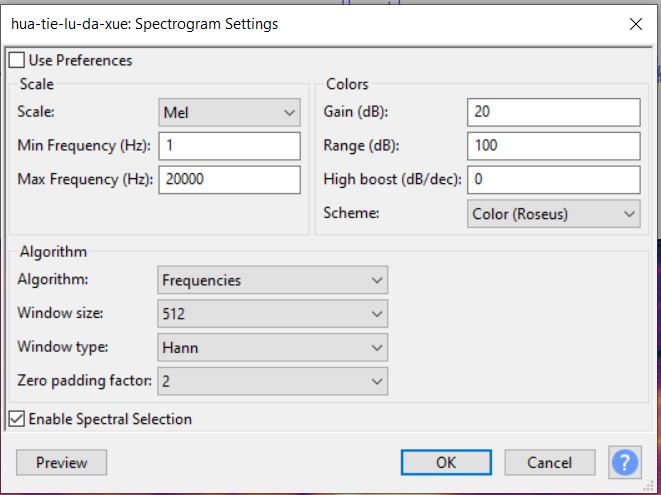 hua-tie-lu-da-xue: Spectrogram Settings
Use Preferences
Scale
Scale: Mel
Min Frequency (Hz): 1
Max Frequency (Hz): 20000
Colors
Gain (dB): 20
Range (dB): 100
High boost (dB/dec): 0
Scheme: Color (Roseus)
Algorithm
Algorithm: Frequencies
Window size: 512
Window type: Hann
Zero padding factor: 2
Enable Spectral Selection
Preview OK Cancel ?